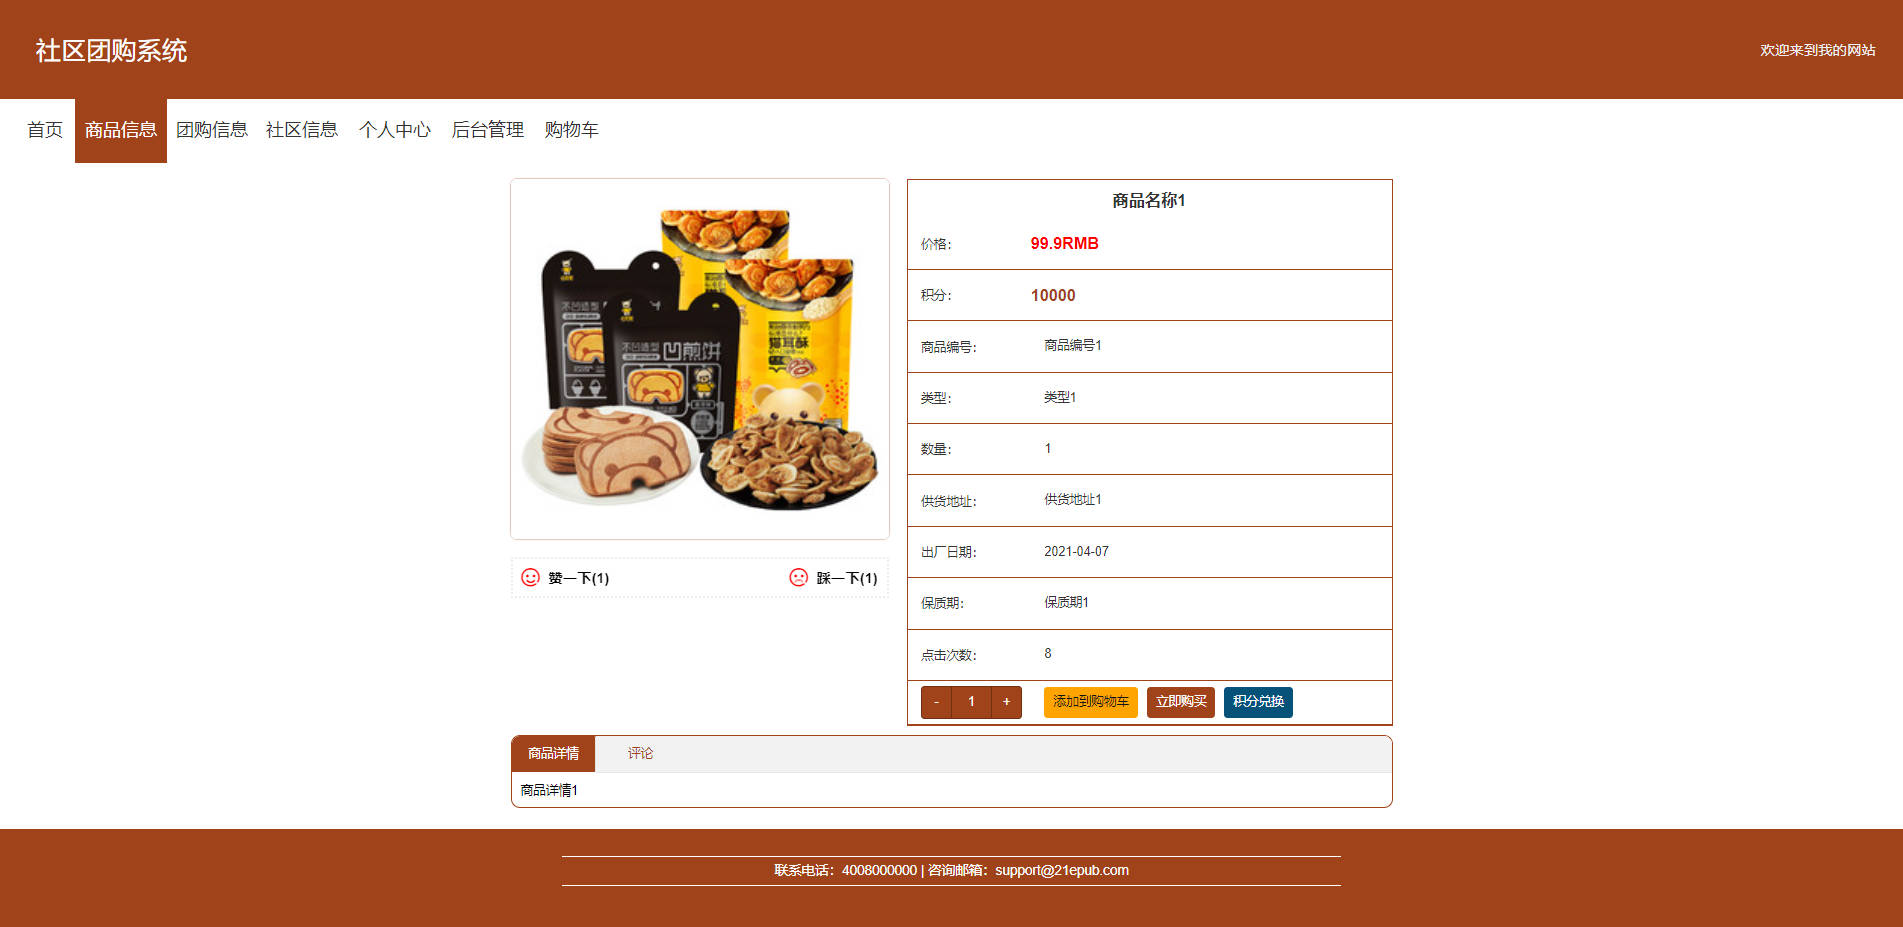 社区团购系统
欢迎来到我的网站
首页 商品信息 团购信息 社区信息 个人中心 后台管理 购物车
不凹造型
不凹造型 凹煎饼
猫耳酥
赞一下(1) 踩一下(1)
商品名称1
价格: 99.9RMB
积分: 10000
商品编号: 商品编号1
类型: 类型1
数量: 1
供货地址: 供货地址1
出厂日期: 2021-04-07
保质期: 保质期1
点击次数: 8
- 1 + 添加到购物车 立即购买 积分兑换
商品详情 评论
商品详情1
联系电话：4008000000 | 咨询邮箱：support@21epub.com